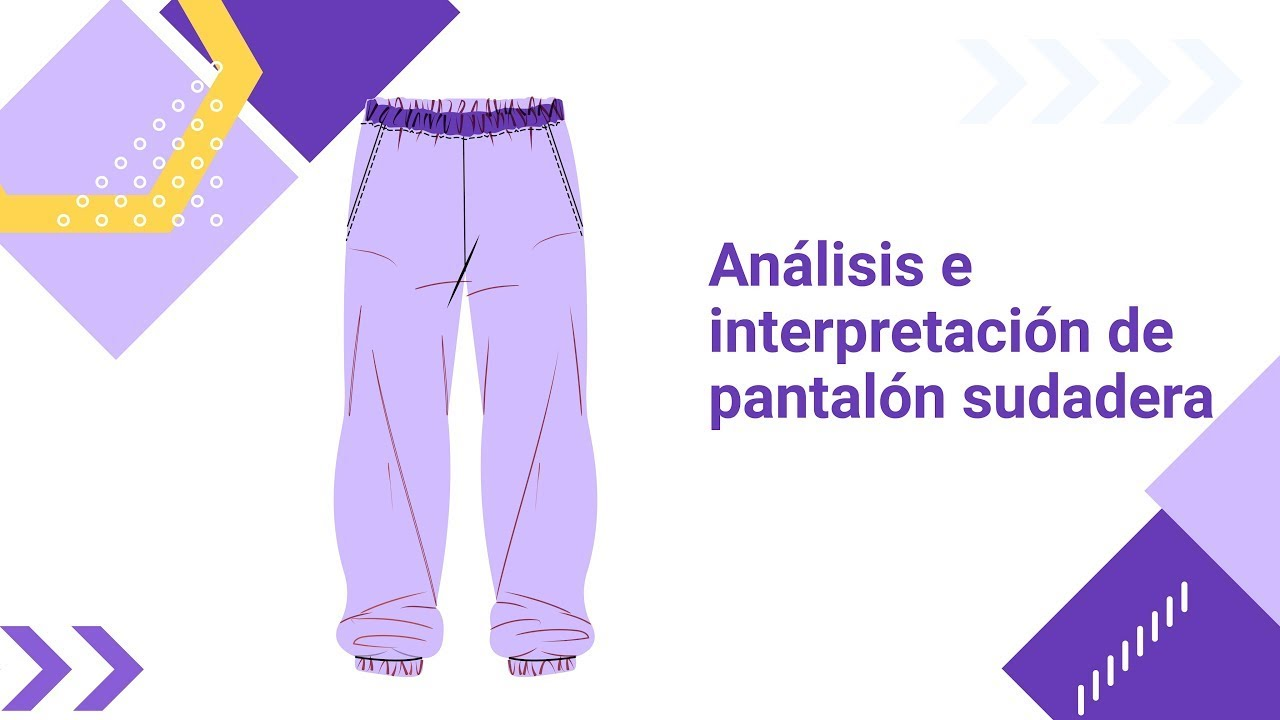 Análisis e
interpretación de
pantalón sudadera